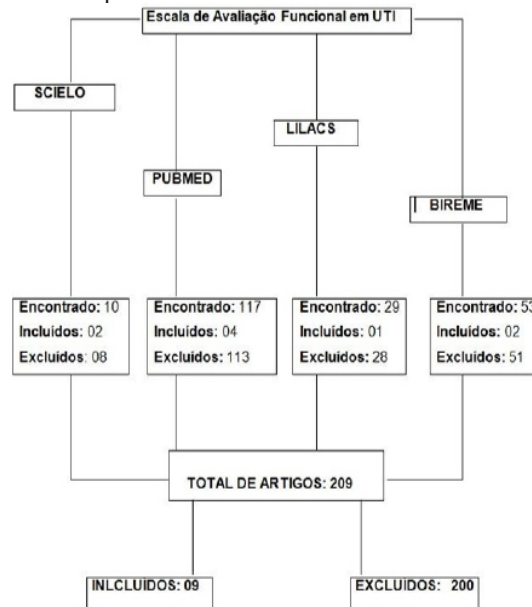 Escala de Avaliação Funcional em UTI
SCIELO
PUBMED
LILACS
BIREME
Encontrado: 10
Incluídos: 02
Excluídos: 08
Encontrado: 117
Incluídos: 04
Excluídos: 113
Encontrado: 29
Incluídos: 01
Excluídos: 28
Encontrado: 53
Incluídos: 02
Excluídos: 51
TOTAL DE ARTIGOS: 209
INLCLUIDOS: 09
EXCLUIDOS: 200